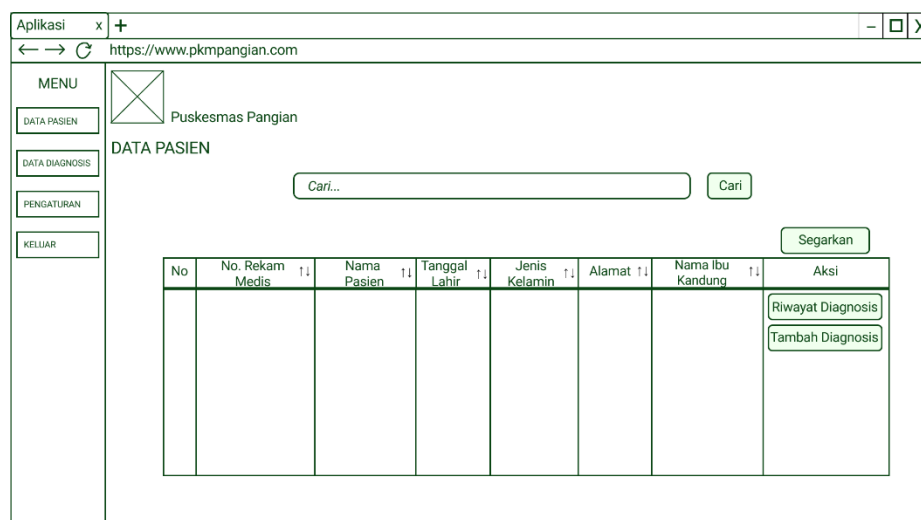 Aplikasi x + – X
https://www.pkmpangian.com
MENU
DATA PASIEN
DATA DIAGNOSIS
PENGATURAN
KELUAR
Puskesmas Pangian
DATA PASIEN
Cari...
Cari
Segarkan
No
No. Rekam
Medis
↑↓
Nama
Pasien
↑↓
Tanggal
Lahir
↑↓
Jenis
Kelamin
↑↓
Alamat ↑↓
Nama Ibu
Kandung
↑↓
Aksi
Riwayat Diagnosis
Tambah Diagnosis